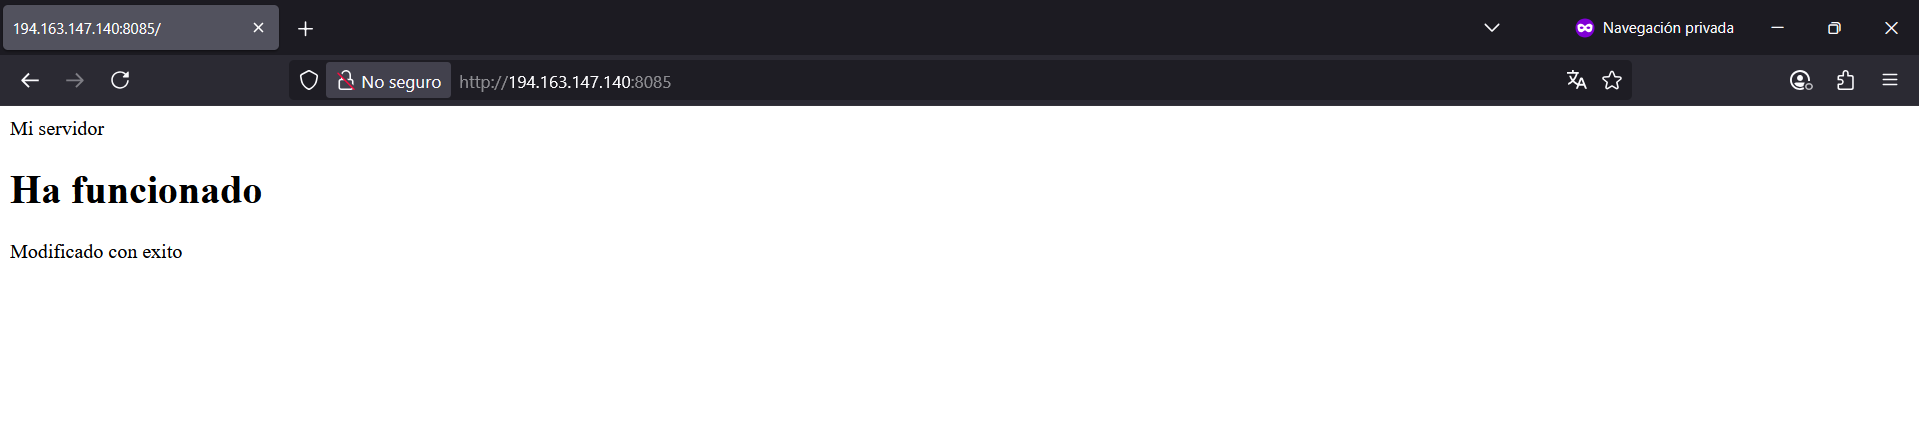 194.163.147.140:8085/
Navegación privada
No seguro
http://194.163.147.140:8085
Mi servidor
Ha funcionado
Modificado con exito